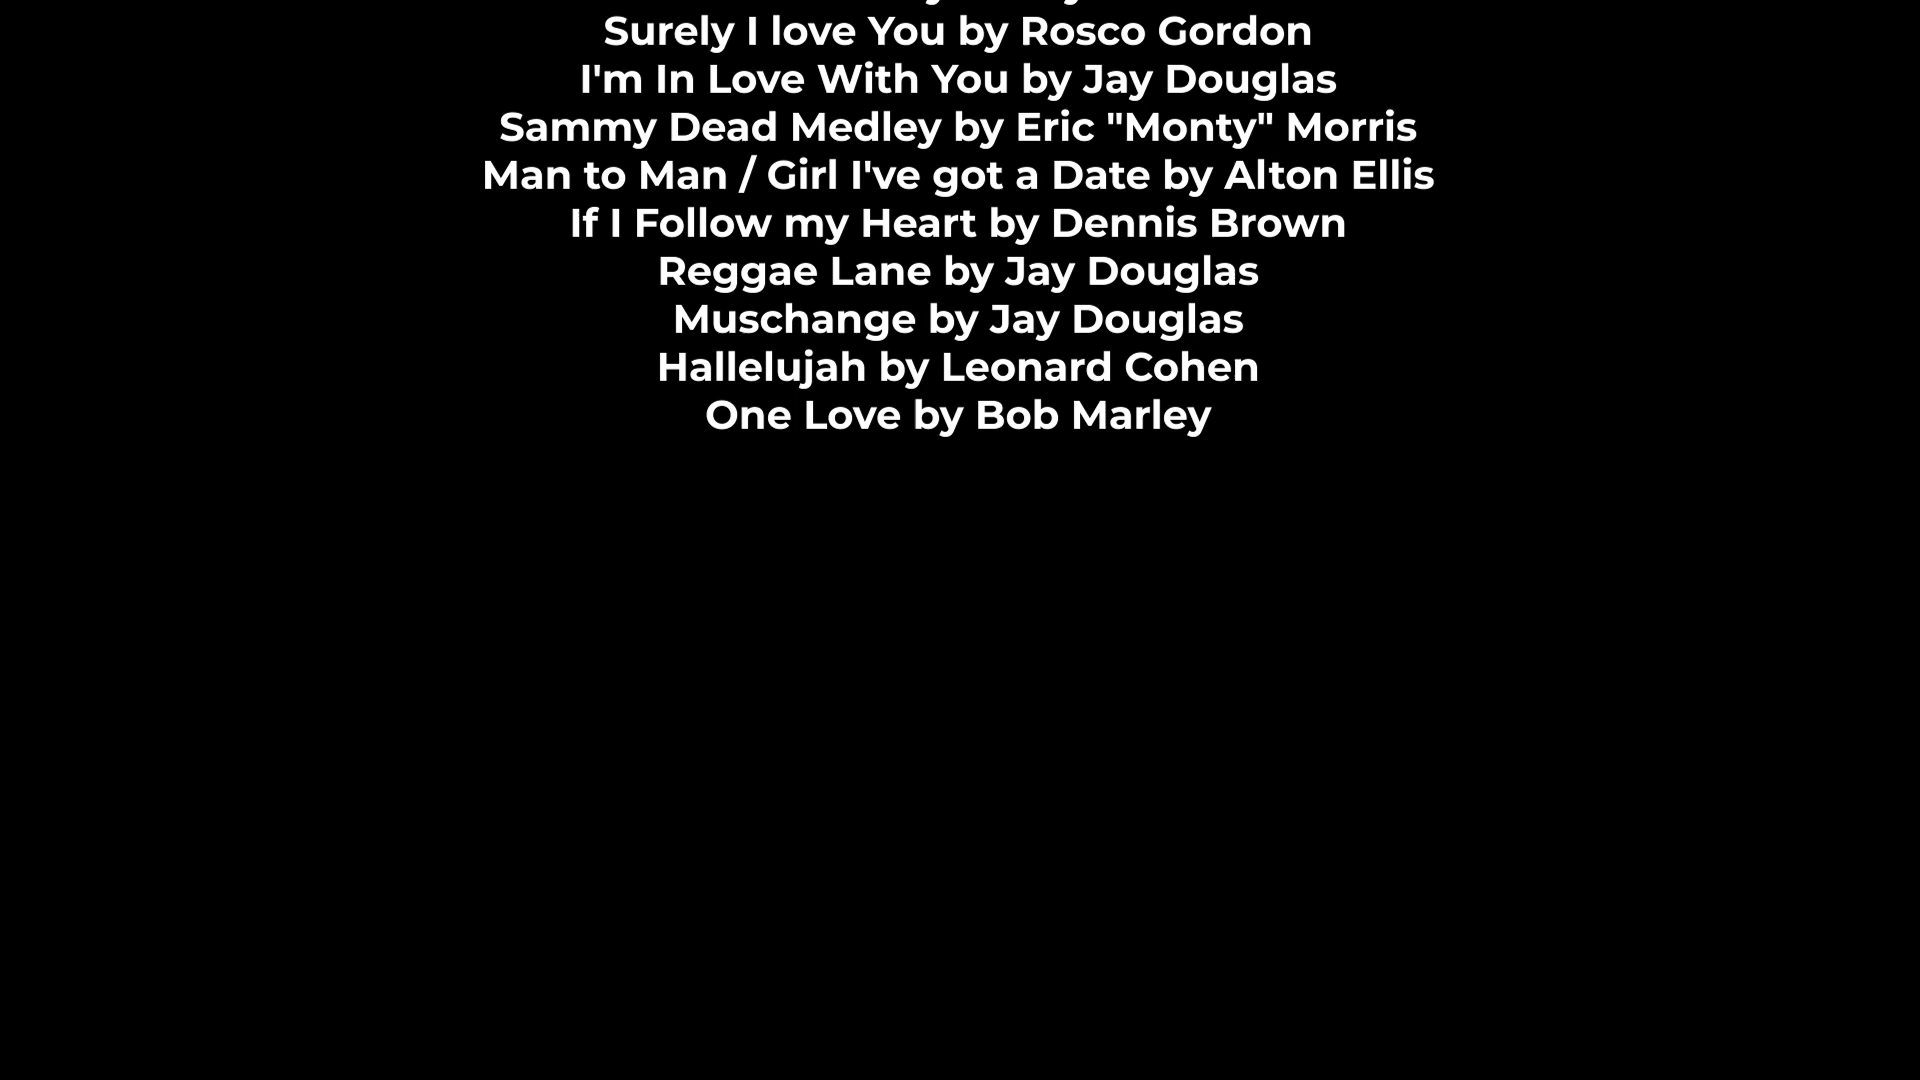 Surely I love You by Rosco Gordon
I'm In Love With You by Jay Douglas
Sammy Dead Medley by Eric "Monty" Morris
Man to Man / Girl I've got a Date by Alton Ellis
If I Follow my Heart by Dennis Brown
Reggae Lane by Jay Douglas
Muschange by Jay Douglas
Hallelujah by Leonard Cohen
One Love by Bob Marley